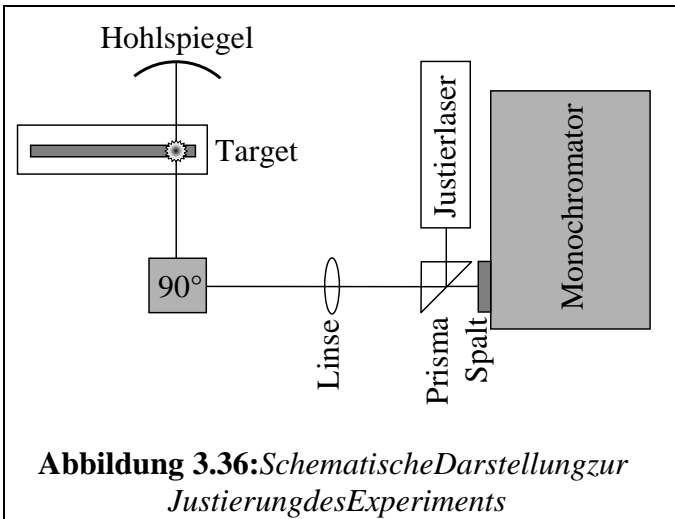 Hohlspiegel
Target
Justierlaser
Monochromator
90°
Linse
Prisma
Spalt
Abbildung 3.36:SchematischeDarstellungzur
JustierungdesExperiments